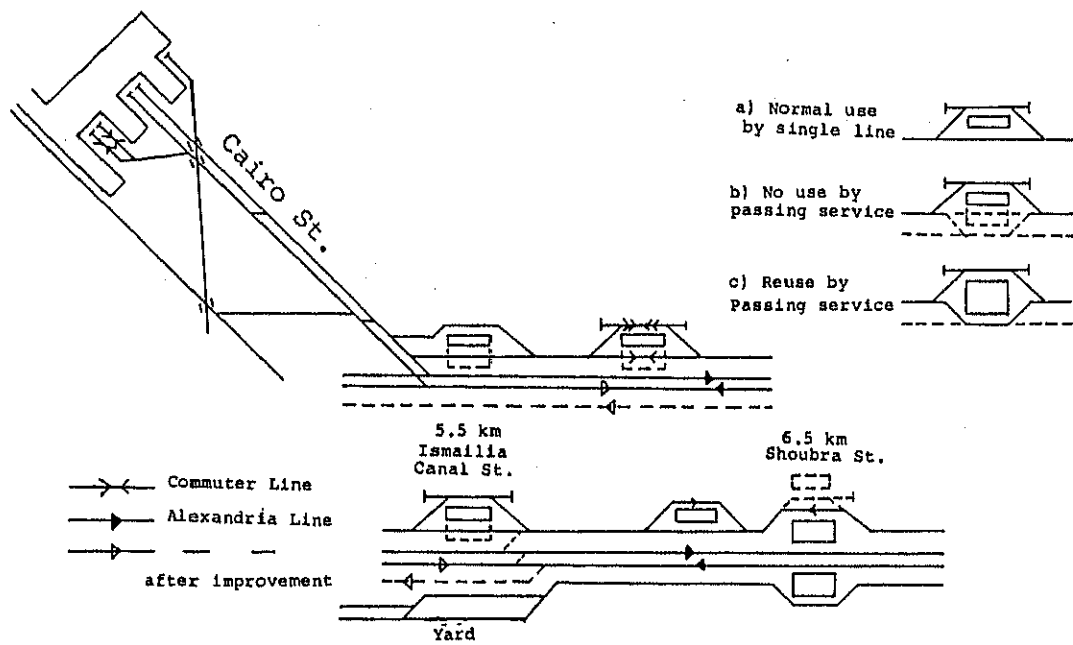 Cairo St.
a) Normal use
by single line
b) No use by
passing service
c) Reuse by
Passing service
5.5 km
Ismailia
Canal St.
6.5 km
Shoubra St.
Commuter Line
Alexandria Line
after improvement
Yard